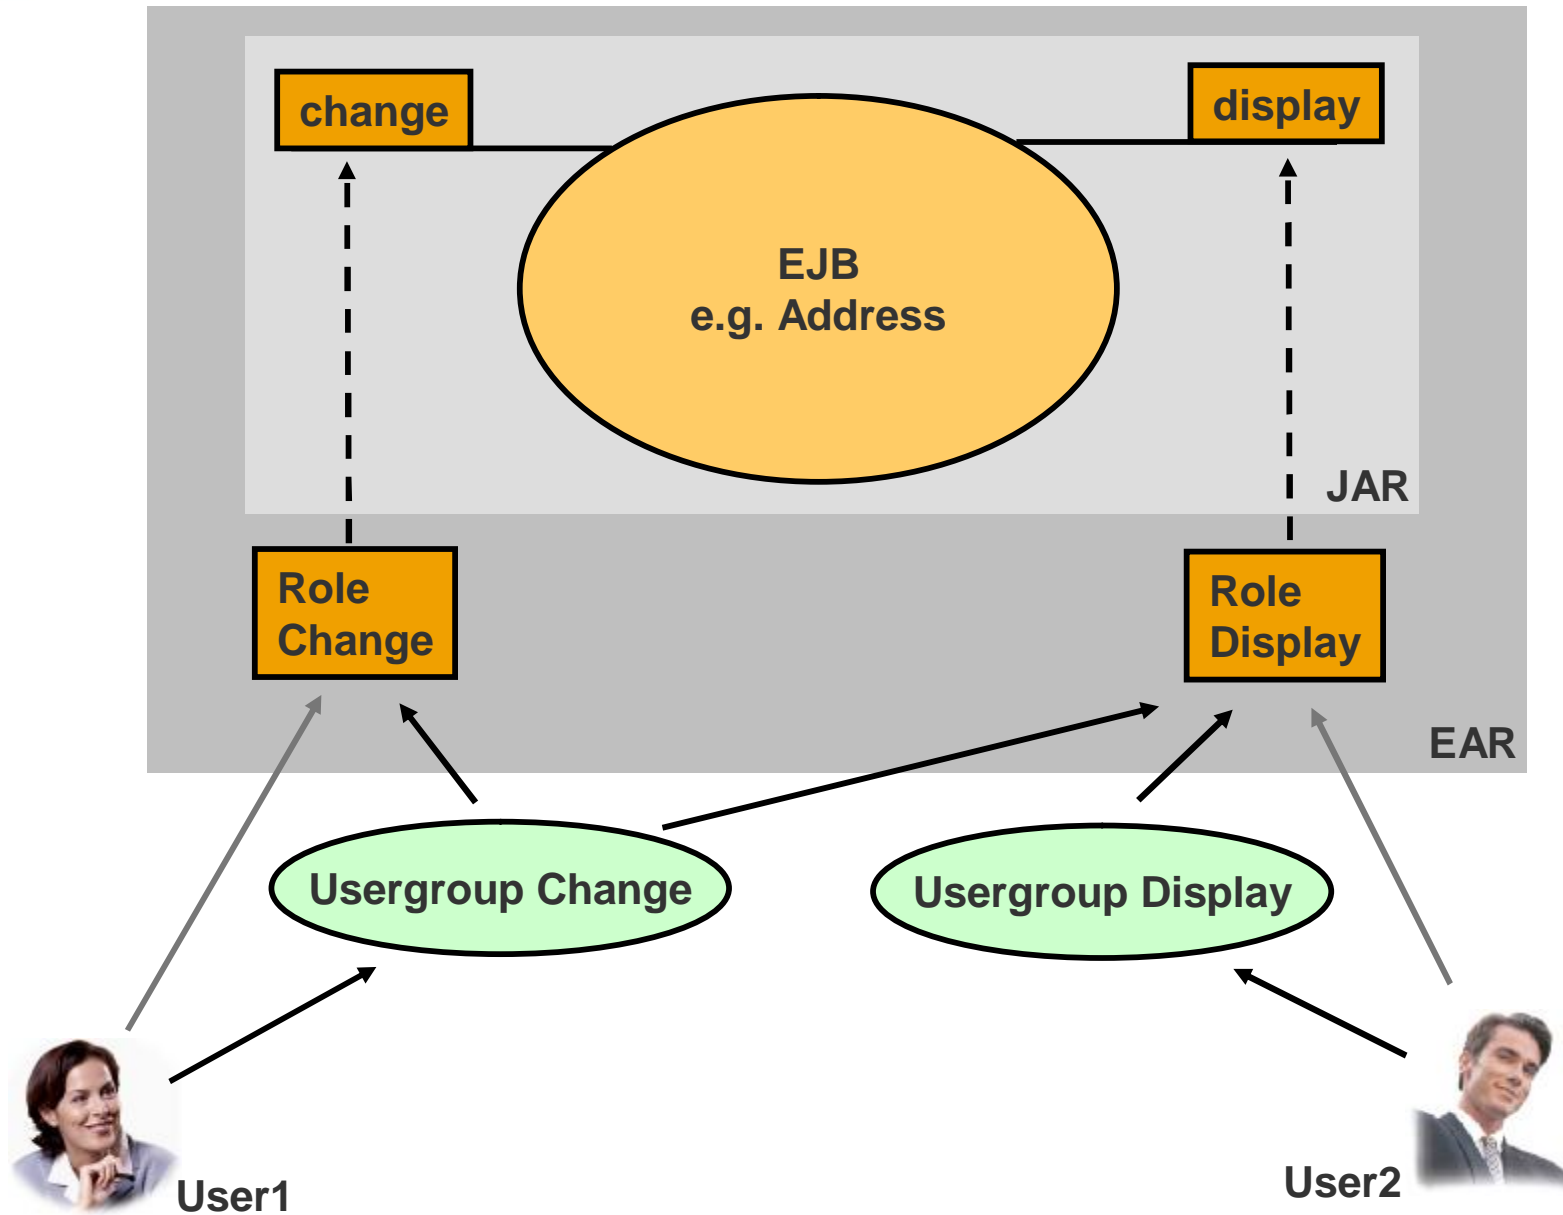 change
display
EJB
e.g. Address
JAR
Role
Change
Role
Display
EAR
Usergroup Change
Usergroup Display
User1
User2